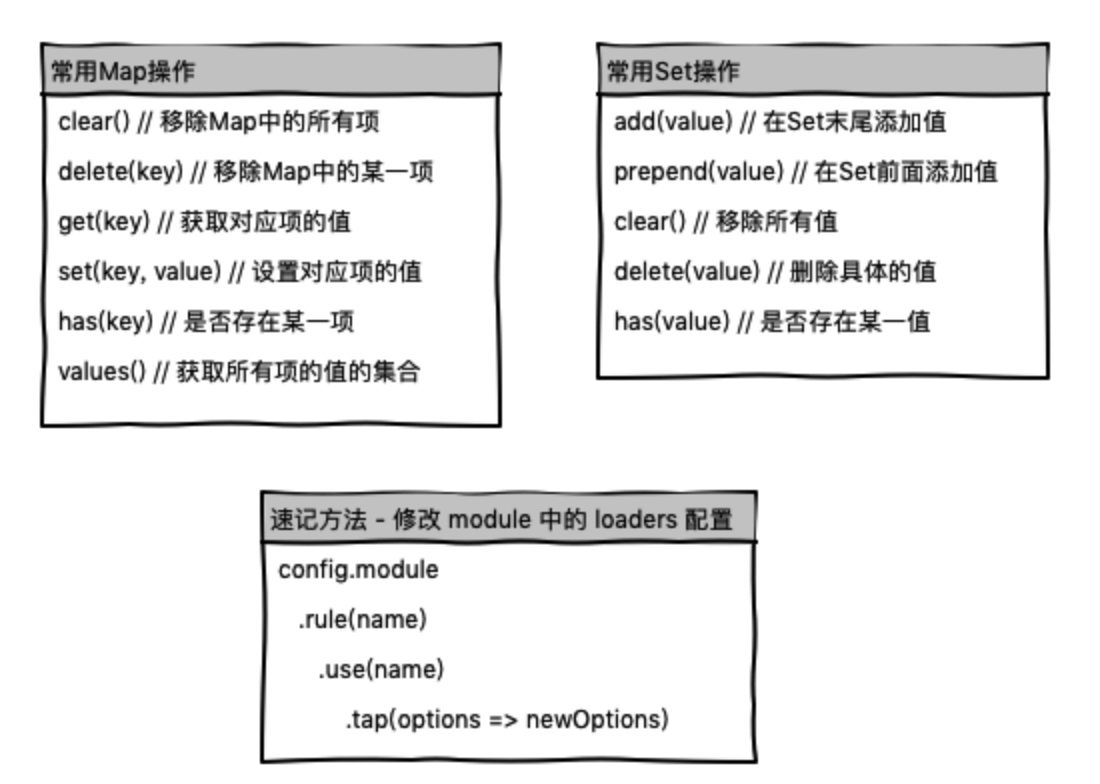 常用Map操作
clear() // 移除Map中的所有项
delete(key) // 移除Map中的某一项
get(key) // 获取对应项的值
set(key, value) // 设置对应项的值
has(key) // 是否存在某一项
values() // 获取所有项的值的集合
常用Set操作
add(value) // 在Set末尾添加值
prepend(value) // 在Set前面添加值
clear() // 移除所有值
delete(value) // 删除具体的值
has(value) // 是否存在某一值
速记方法 - 修改 module 中的 loaders 配置
config.module
.rule(name)
.use(name)
.tap(options => newOptions)